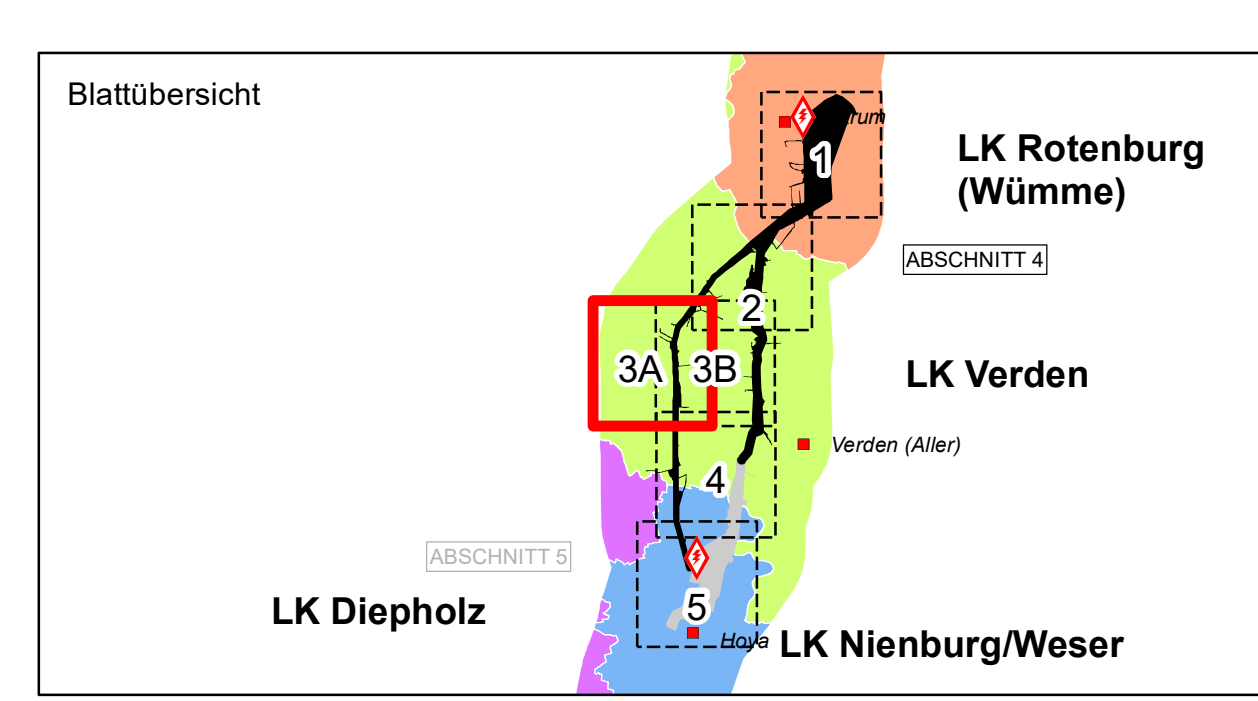 Blattübersicht
1
LK Rotenburg
(Wümme)
ABSCHNITT 4
2
3A
3B
LK Verden
Verden (Aller)
4
ABSCHNITT 5
5
LK Diepholz
Hoya
LK Nienburg/Weser